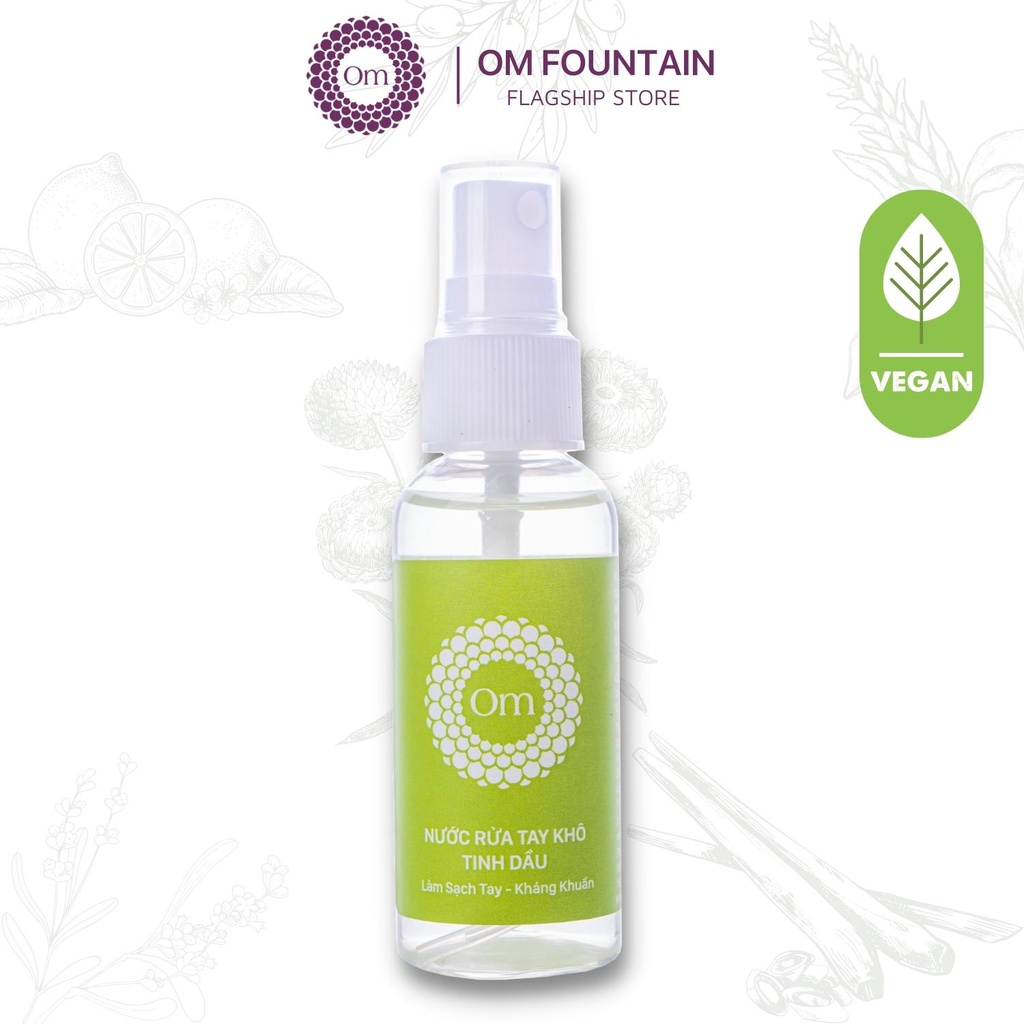 Om
OM FOUNTAIN
FLAGSHIP STORE
VEGAN
Om
NƯỚC RỬA TAY KHÔ
TINH DẦU
Làm Sạch Tay - Kháng Khuẩn